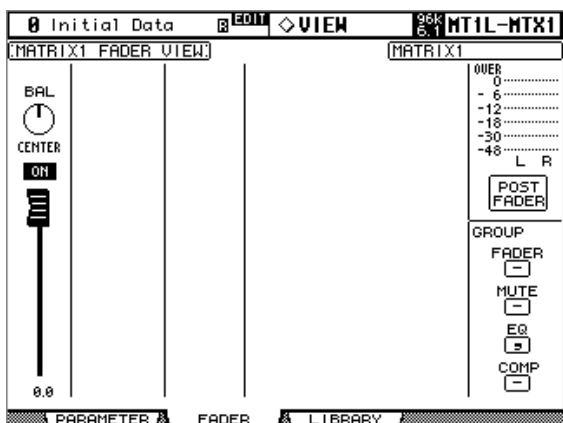 0 Initial Data R EDIT ◇VIEW 96k 6.1 MT1L-MTX1
MATRIX1 FADER VIEW MATRIX1
BAL
CENTER
ON
0.0
OVER
0
- 6
-12
-18
-30
-48
L R
POST
FADER
GROUP
FADER
-
MUTE
-
EQ
COMP
-
PARAMETER FADER LIBRARY